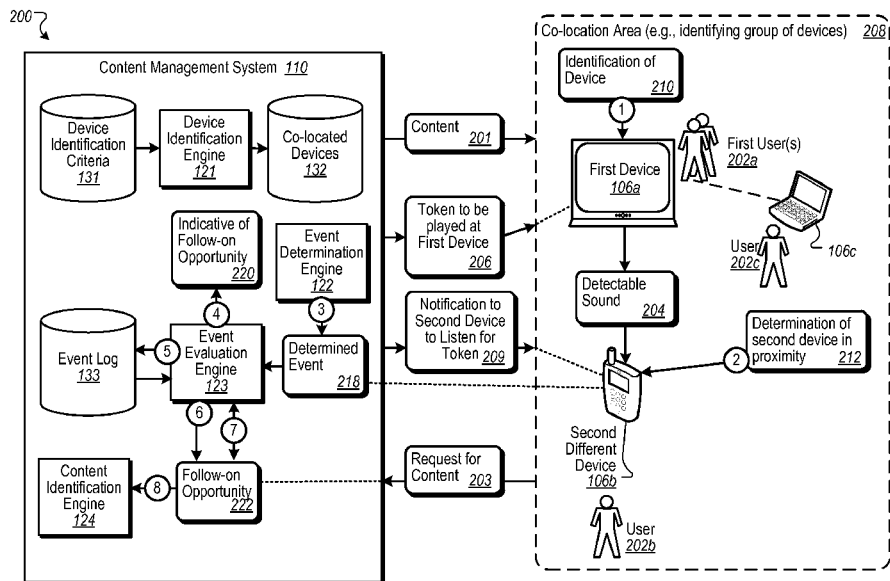 200
Content Management System 110
Device
Identification
Criteria
131
Device
Identification
Engine
121
Co-located
Devices
132
Indicative of
Follow-on
Opportunity
220
Event
Determination
Engine
122
4
3
Event Log
133
5
Event
Evaluation
Engine
123
Determined
Event
218
6
7
Content
Identification
Engine
124
8
Follow-on
Opportunity
222
Content
201
Token to be
played at
First Device
206
Notification to
Second Device
to Listen for
Token 209
Request for
Content
203
Co-location Area (e.g., identifying group of devices) 208
Identification of
Device
210
1
First Device
106a
First User(s)
202a
User
202c
106c
Detectable
Sound
204
2
Determination of
second device in
proximity
212
Second
Different
Device
106b
User
202b